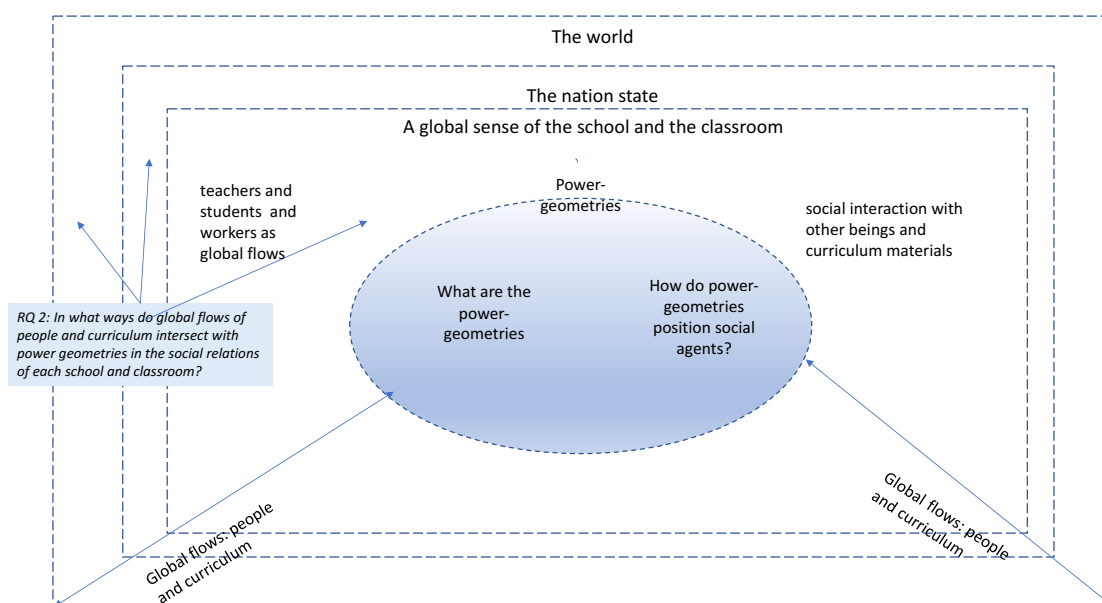 The world
The nation state
A global sense of the school and the classroom
teachers and
students and
workers as
global flows
Power-
geometries
social interaction with
other beings and
curriculum materials
What are the
power-
geometries
How do power-
geometries
position social
agents?
RQ 2: In what ways do global flows of
people and curriculum intersect with
power geometries in the social relations
of each school and classroom?
Global flows: people
and curriculum
Global flows: people
and curriculum